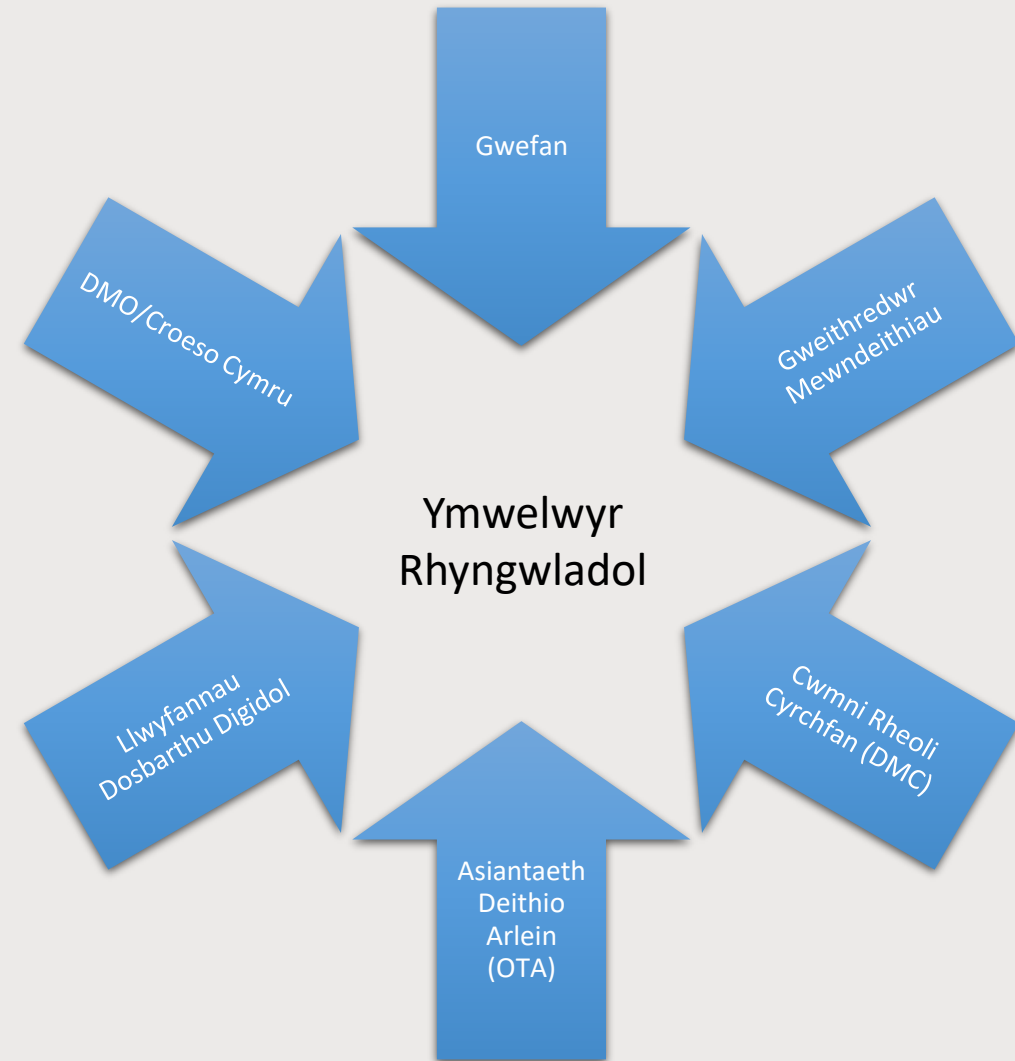 Gwefan
Gweithredwr
Mewndeithiau
Cwmni Rheoli
Cyrchfan (DMC)
Asiantaeth
Deithio
Arlein
(OTA)
Llwyfannau
Dosbarthu Digidol
DMO/Croeso Cymru
Ymwelwyr
Rhyngwladol